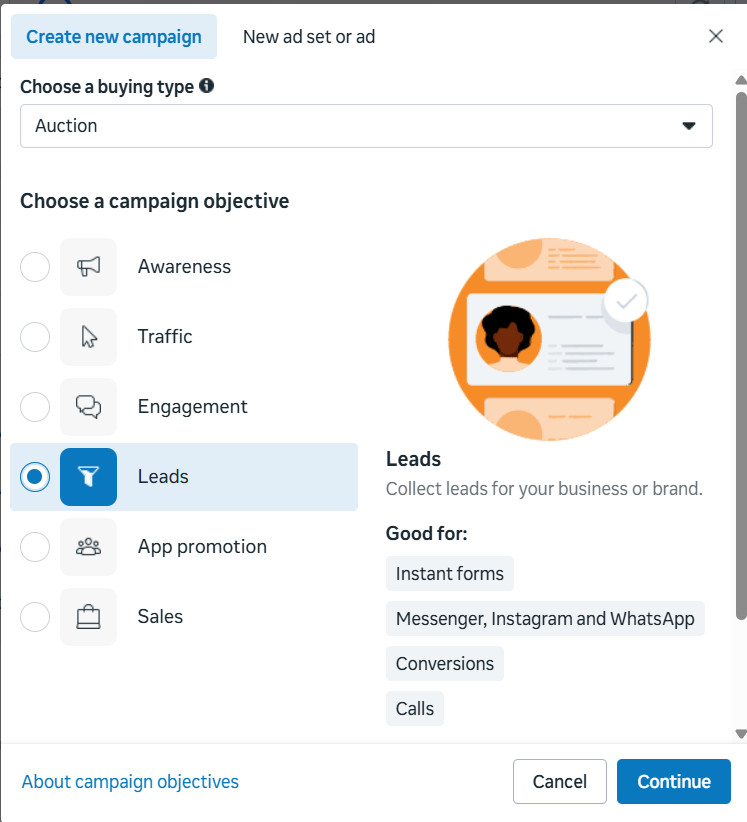 Create new campaign
New ad set or ad
Choose a buying type
Auction
Choose a campaign objective
Awareness
Traffic
Engagement
Leads
App promotion
Sales
Leads
Collect leads for your business or brand.
Good for:
Instant forms
Messenger, Instagram and WhatsApp
Conversions
Calls
About campaign objectives
Cancel
Continue